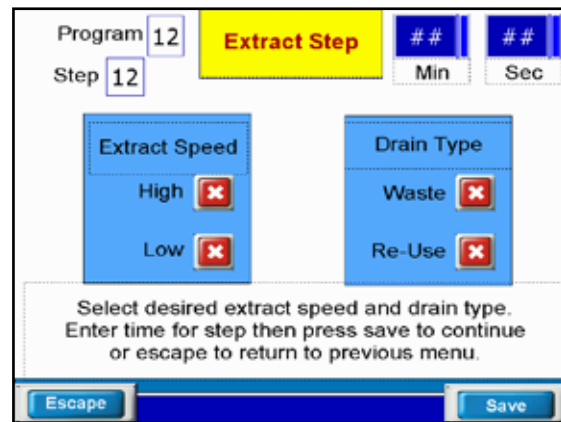 Program 12 Extract Step ## ##
Step 12 Min Sec
Extract Speed Drain Type
High Waste
Low Re-Use
Select desired extract speed and drain type.
Enter time for step then press save to continue
or escape to return to previous menu.
Escape Save